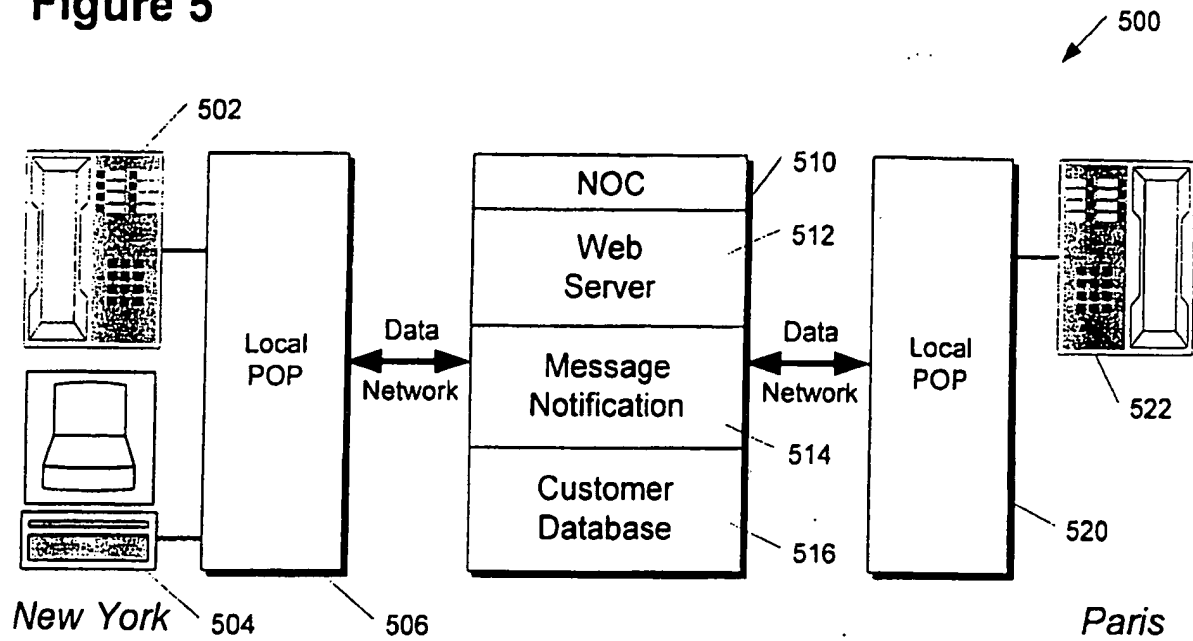 Figure 5
500
502
NOC
510
Web
Server
512
Local
POP
Data
Network
Message
Notification
514
Data
Network
Local
POP
522
Customer
Database
516
520
New York
504
506
Paris